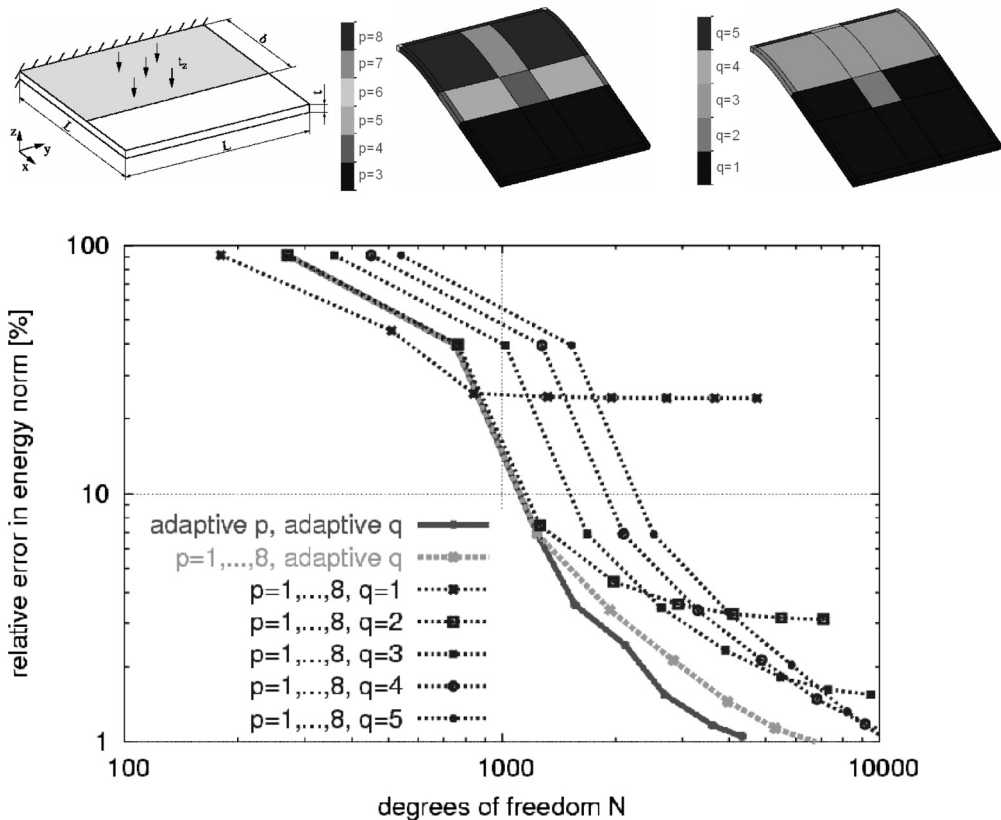 δ
t_z
t
L
L
z
y
x
p=8
p=7
p=6
p=5
p=4
p=3
q=5
q=4
q=3
q=2
q=1
relative error in energy norm [%]
100
10
1
adaptive p, adaptive q
p=1,...,8, adaptive q
p=1,...,8, q=1
p=1,...,8, q=2
p=1,...,8, q=3
p=1,...,8, q=4
p=1,...,8, q=5
100
1000
10000
degrees of freedom N